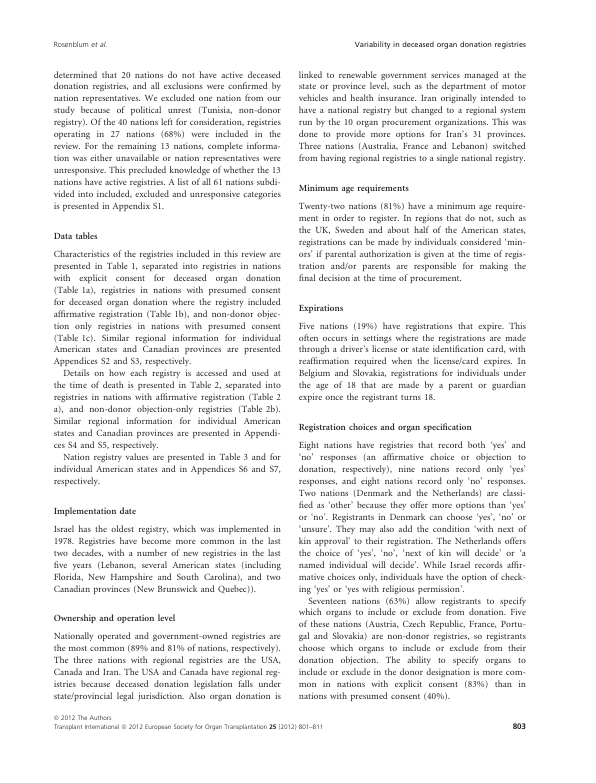 Rosenblum et al.
Variability in deceased organ donation registries
determined that 20 nations do not have active deceased
donation registries, and all exclusions were confirmed by
nation representatives. We excluded one nation from our
study because of political unrest (Tunisia, non-donor
registry). Of the 40 nations left for consideration, registries
operating in 27 nations (68%) were included in the
review. For the remaining 13 nations, complete informa-
tion was either unavailable or nation representatives were
unresponsive. This precluded knowledge of whether the 13
nations have active registries. A list of all 61 nations subdi-
vided into included, excluded and unresponsive categories
is presented in Appendix S1.
Data tables
Characteristics of the registries included in this review are
presented in Table 1, separated into registries in nations
with explicit consent for deceased organ donation
(Table 1a), registries in nations with presumed consent
for deceased organ donation where the registry included
affirmative registration (Table 1b), and non-donor objec-
tion only registries in nations with presumed consent
(Table 1c). Similar regional information for individual
American states and Canadian provinces are presented
Appendices S2 and S3, respectively.
Details on how each registry is accessed and used at
the time of death is presented in Table 2, separated into
registries in nations with affirmative registration (Table 2
a), and non-donor objection-only registries (Table 2b).
Similar regional information for individual American
states and Canadian provinces are presented in Appendi-
ces S4 and S5, respectively.
Nation registry values are presented in Table 3 and for
individual American states and in Appendices S6 and S7,
respectively.
Implementation date
Israel has the oldest registry, which was implemented in
1978. Registries have become more common in the last
two decades, with a number of new registries in the last
five years (Lebanon, several American states (including
Florida, New Hampshire and South Carolina), and two
Canadian provinces (New Brunswick and Quebec)).
Ownership and operation level
Nationally operated and government-owned registries are
the most common (89% and 81% of nations, respectively).
The three nations with regional registries are the USA,
Canada and Iran. The USA and Canada have regional reg-
istries because deceased donation legislation falls under
state/provincial legal jurisdiction. Also organ donation is
linked to renewable government services managed at the
state or province level, such as the department of motor
vehicles and health insurance. Iran originally intended to
have a national registry but changed to a regional system
run by the 10 organ procurement organizations. This was
done to provide more options for Iran's 31 provinces.
Three nations (Australia, France and Lebanon) switched
from having regional registries to a single national registry.
Minimum age requirements
Twenty-two nations (81%) have a minimum age require-
ment in order to register. In regions that do not, such as
the UK, Sweden and about half of the American states,
registrations can be made by individuals considered 'min-
ors' if parental authorization is given at the time of regis-
tration and/or parents are responsible for making the
final decision at the time of procurement.
Expirations
Five nations (19%) have registrations that expire. This
often occurs in settings where the registrations are made
through a driver's license or state identification card, with
reaffirmation required when the license/card expires. In
Belgium and Slovakia, registrations for individuals under
the age of 18 that are made by a parent or guardian
expire once the registrant turns 18.
Registration choices and organ specification
Eight nations have registries that record both 'yes' and
'no' responses (an affirmative choice or objection to
donation, respectively), nine nations record only 'yes'
responses, and eight nations record only 'no' responses.
Two nations (Denmark and the Netherlands) are classi-
fied as 'other' because they offer more options than 'yes'
or 'no'. Registrants in Denmark can choose 'yes', 'no' or
'unsure'. They may also add the condition 'with next of
kin approval' to their registration. The Netherlands offers
the choice of 'yes', 'no', 'next of kin will decide' or 'a
named individual will decide'. While Israel records affir-
mative choices only, individuals have the option of check-
ing 'yes' or 'yes with religious permission'.
Seventeen nations (63%) allow registrants to specify
which organs to include or exclude from donation. Five
of these nations (Austria, Czech Republic, France, Portu-
gal and Slovakia) are non-donor registries, so registrants
choose which organs to include or exclude from their
donation objection. The ability to specify organs to
include or exclude in the donor designation is more com-
mon in nations with explicit consent (83%) than in
nations with presumed consent (40%).
© 2012 The Authors
Transplant International © 2012 European Society for Organ Transplantation 25 (2012) 801–811
803